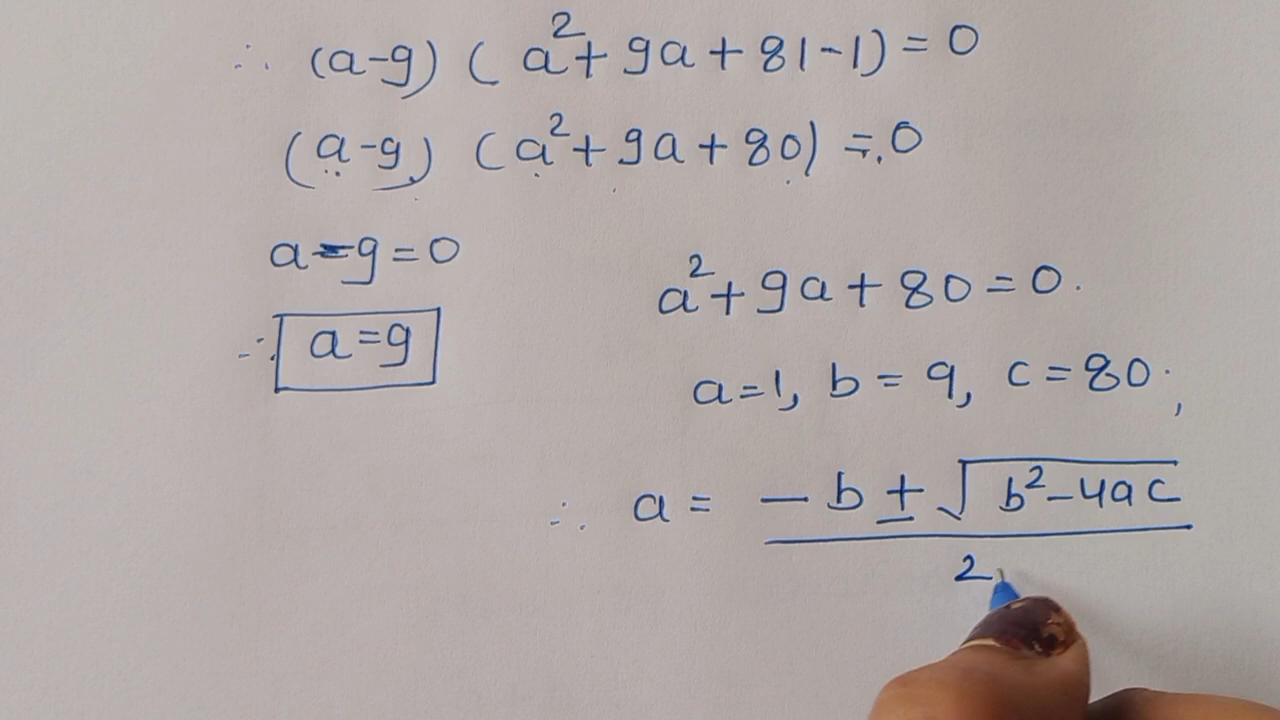 ∴ (a-9) (a²+9a+81-1)=0
(a-9) (a²+9a+80)=0
a-9=0
∴ a=9
a²+9a+80=0.
a=1, b=9, c=80;
∴ a = -b±√b²-4ac / 2